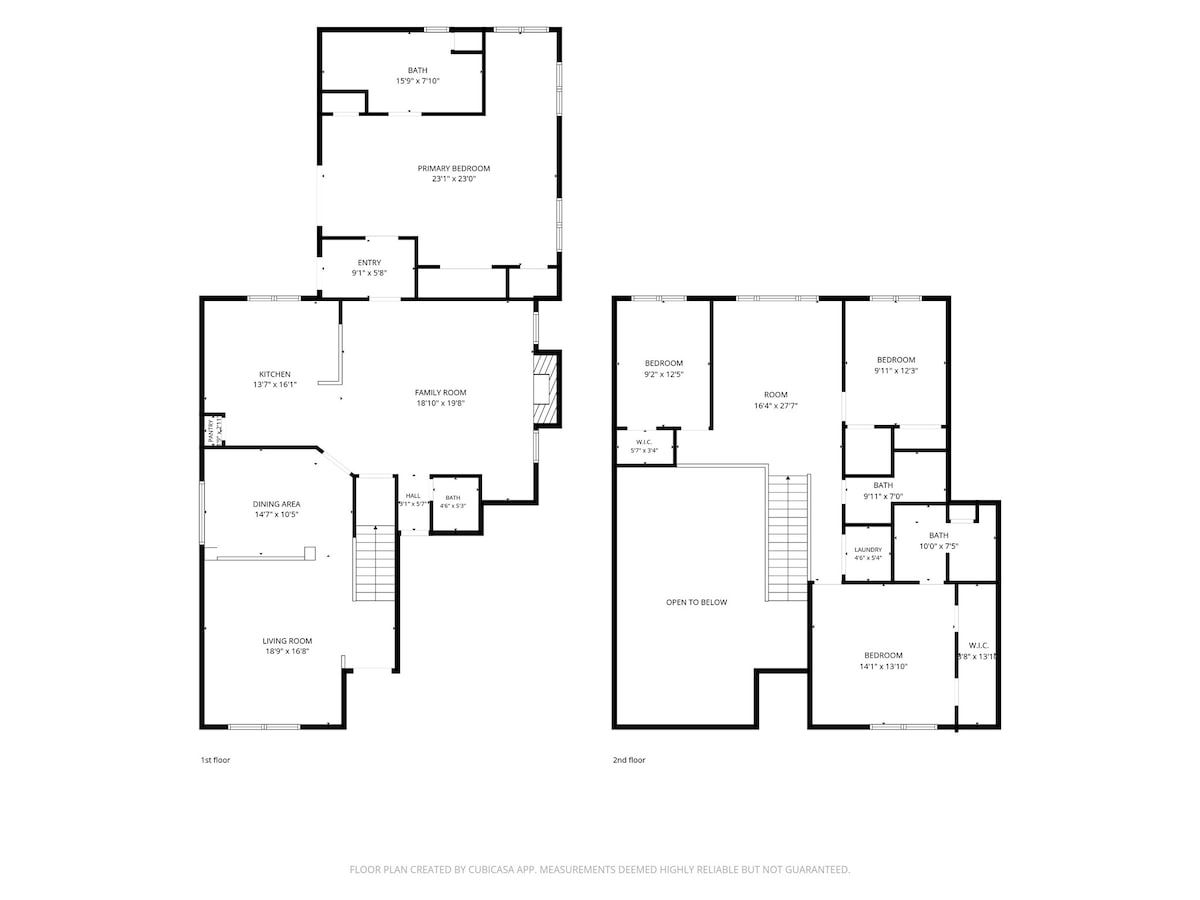 BATH
15'9" x 7'10"
PRIMARY BEDROOM
23'1" x 23'0"
ENTRY
9'1" x 5'8"
KITCHEN
13'7" x 16'1"
FAMILY ROOM
18'10" x 19'8"
PANTRY
HALL
BATH
4'6" x 5'3"
DINING AREA
14'7" x 10'5"
LIVING ROOM
18'9" x 16'8"
1st floor
BEDROOM
9'2" x 12'5"
ROOM
16'4" x 27'7"
BEDROOM
9'11" x 12'3"
W.I.C.
5'7" x 3'4"
BATH
9'11" x 7'0"
BATH
10'0" x 7'5"
LAUNDRY
4'6" x 5'4"
OPEN TO BELOW
BEDROOM
14'1" x 13'10"
W.I.C.
2nd floor
FLOOR PLAN CREATED BY CUBICASA APP. MEASUREMENTS DEEMED HIGHLY RELIABLE BUT NOT GUARANTEED.